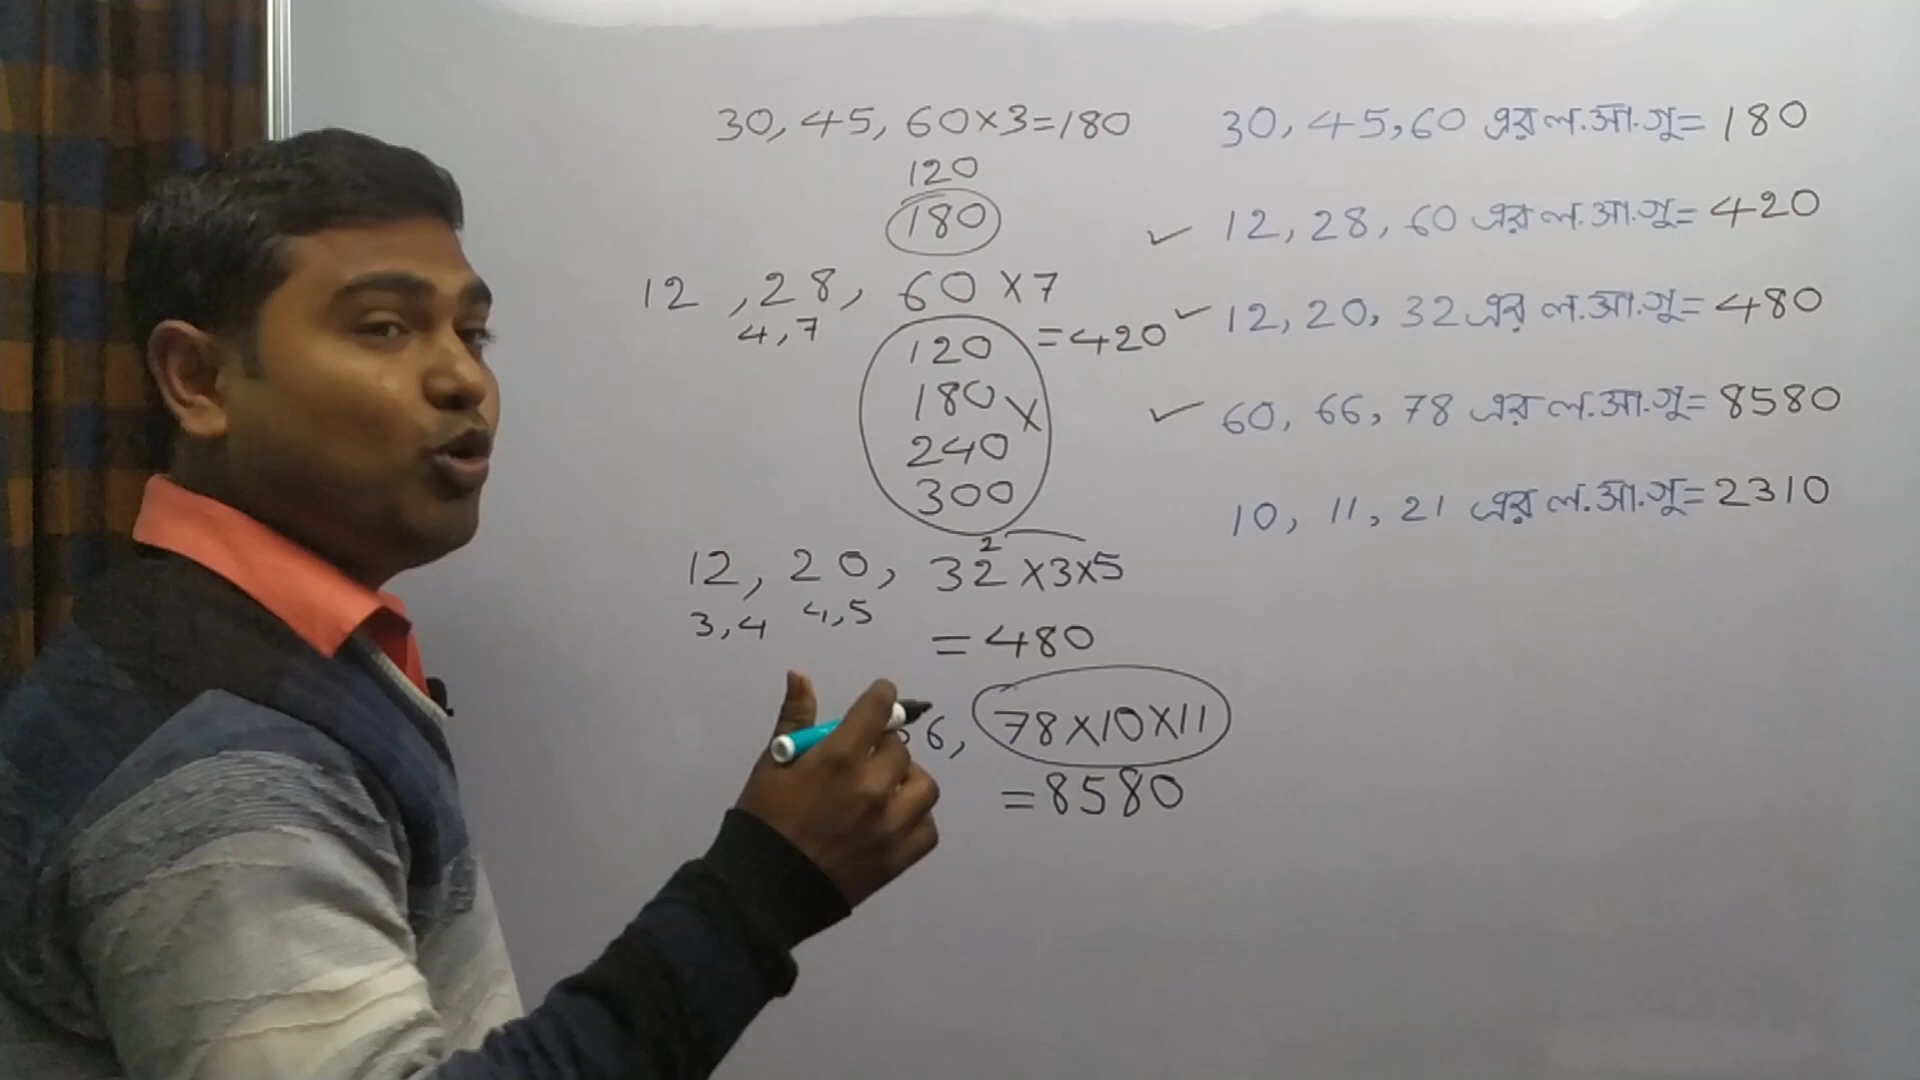 30, 45, 60×3=180
120
180
12, 28, 60×7
4, 7
120 =420
180 ×
240
300
12, 20, 32×3×5
2
3, 4 4, 5
=480
6, 78×10×11
=8580
30, 45, 60 এর ল.সা.গু= 180
✓ 12, 28, 60 এর ল.সা.গু= 420
✓ 12, 20, 32 এর ল.সা.গু= 480
✓ 60, 66, 78 এর ল.সা.গু= 8580
10, 11, 21 এর ল.সা.গু= 2310